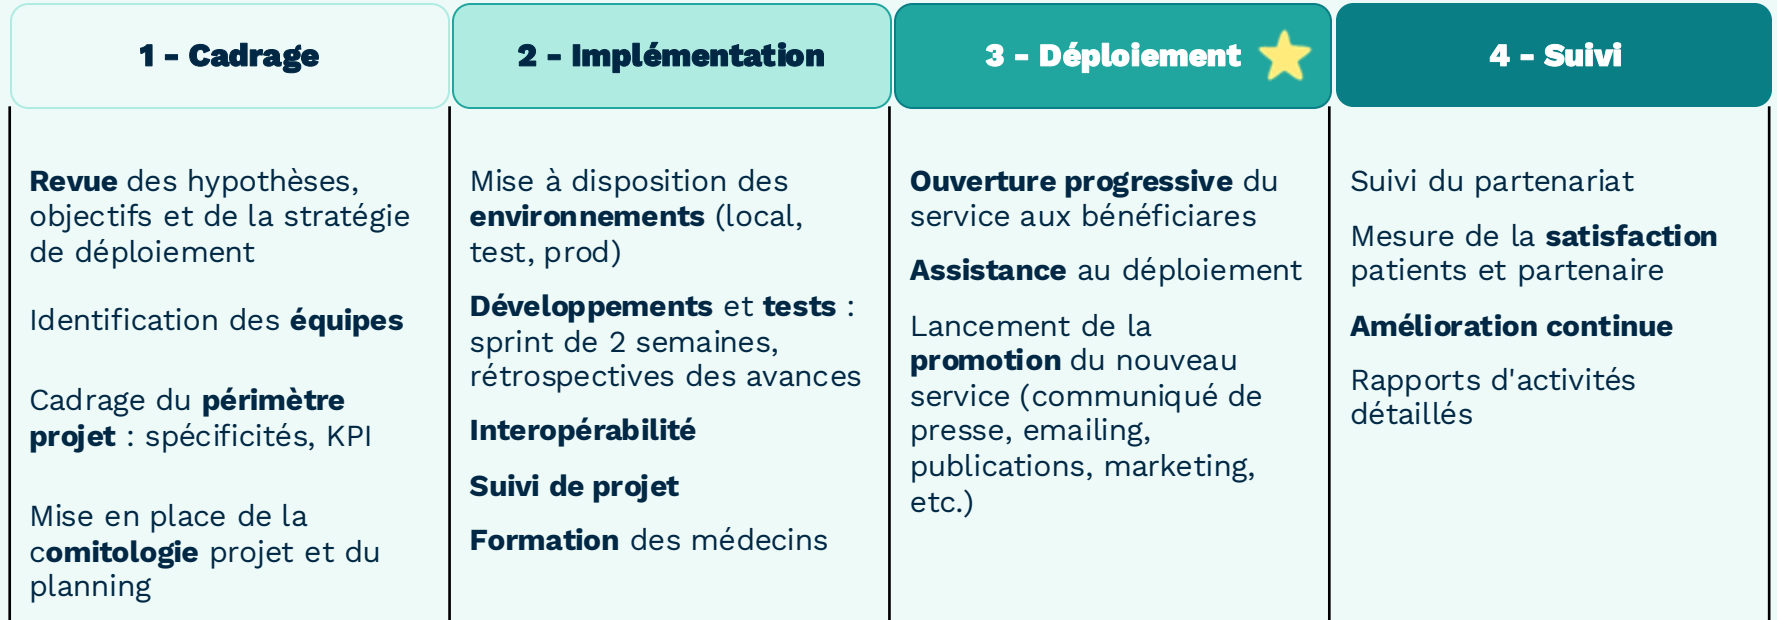 1 - Cadrage
Revue des hypothèses,
objectifs et de la stratégie
de déploiement
Identification des équipes
Cadrage du périmètre
projet : spécificités, KPI
Mise en place de la
comitologie projet et du
planning
2 - Implémentation
Mise à disposition des
environnements (local,
test, prod)
Développements et tests :
sprint de 2 semaines,
rétrospectives des avances
Interopérabilité
Suivi de projet
Formation des médecins
3 - Déploiement
Ouverture progressive du
service aux bénéficiares
Assistance au déploiement
Lancement de la
promotion du nouveau
service (communiqué de
presse, emailing,
publications, marketing,
etc.)
4 - Suivi
Suivi du partenariat
Mesure de la satisfaction
patients et partenaire
Amélioration continue
Rapports d'activités
détaillés